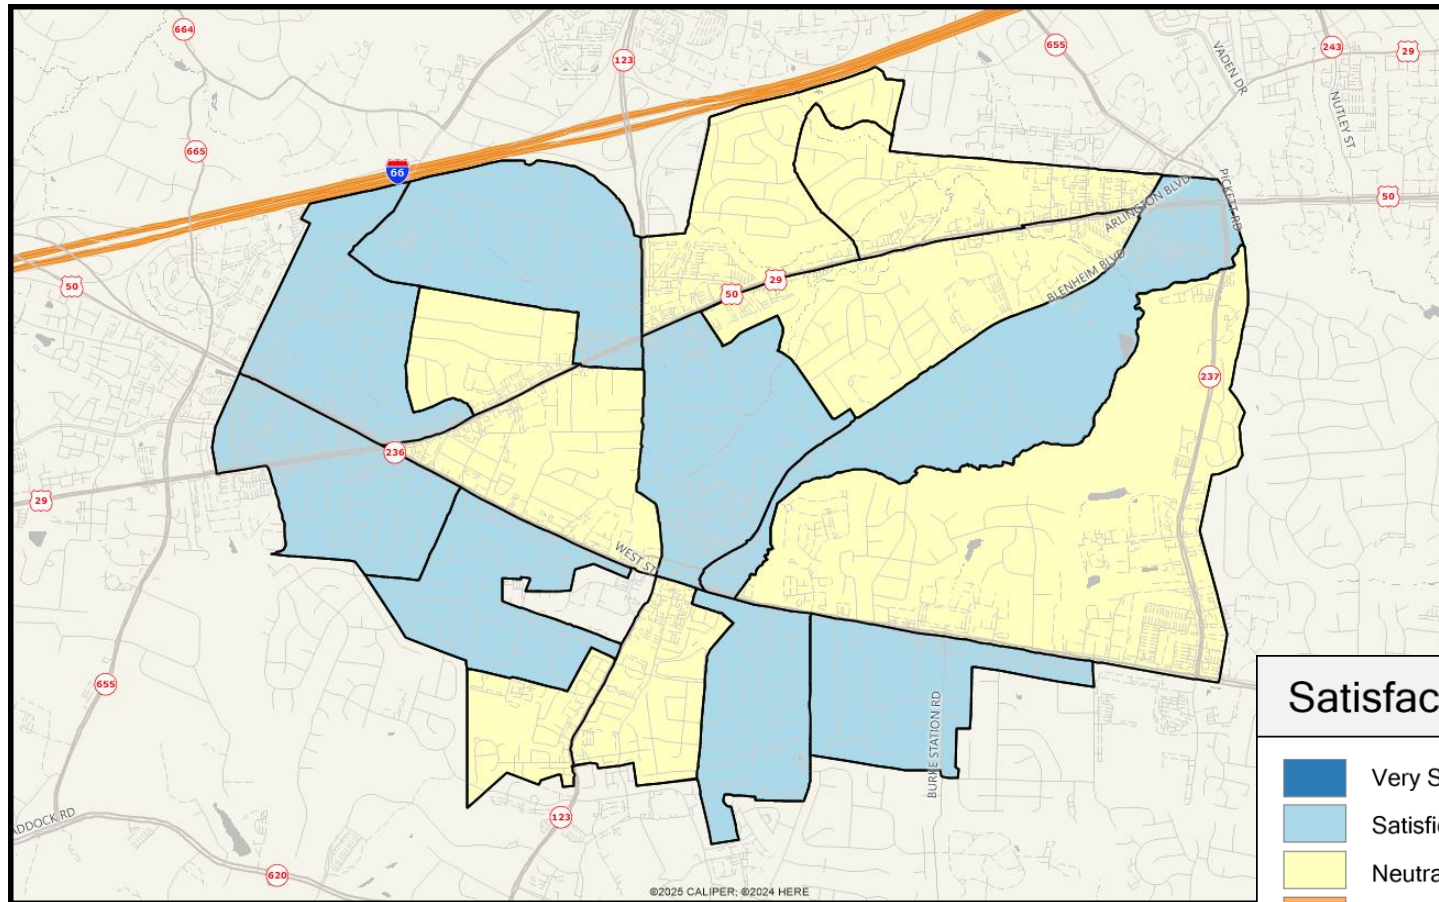 664
123
655
243
29
VADEN DR
NUTLEY ST
665
66
PICKETT RD
50
ARLINGTON BLVD
50
29
50
BLENHEIM BLVD
237
236
29
WEST ST
655
BURKE STATION RD
ADDOCK RD
123
620
©2025 CALIPER; ©2024 HERE
Satisfac
Very S
Satisfi
Neutra